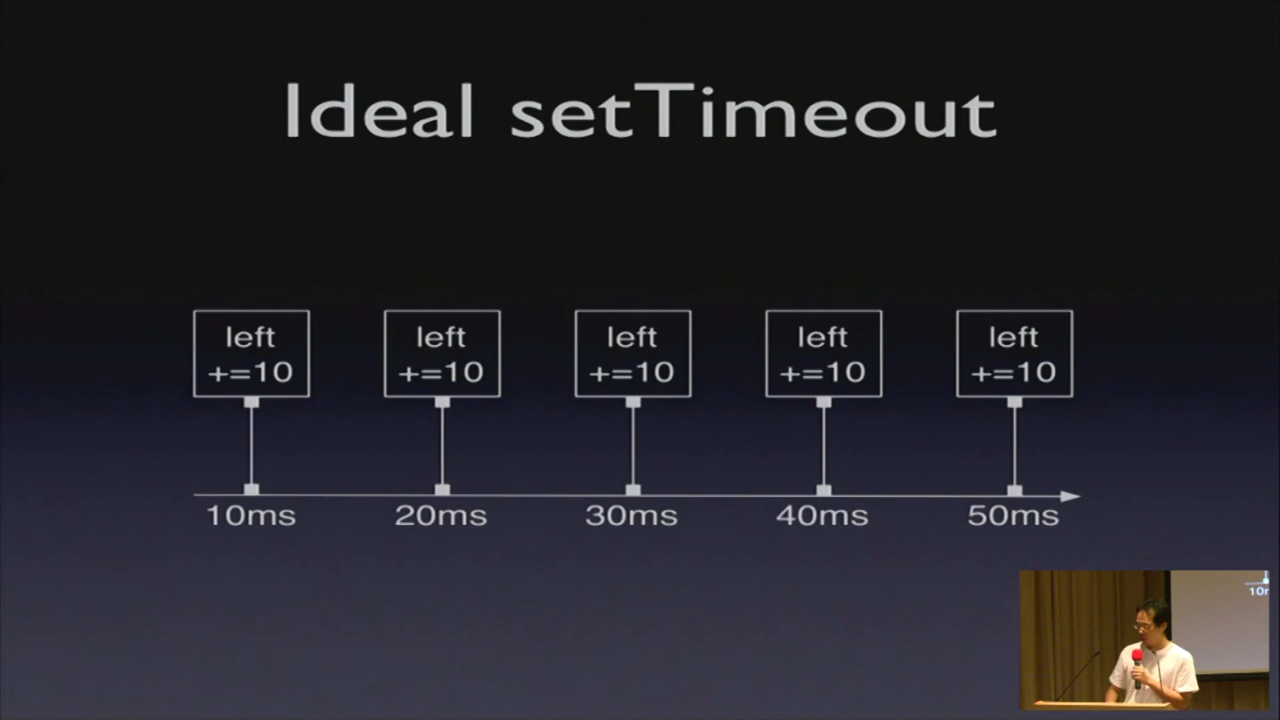 Ideal setTimeout
left
+=10
left
+=10
left
+=10
left
+=10
left
+=10
10ms
20ms
30ms
40ms
50ms